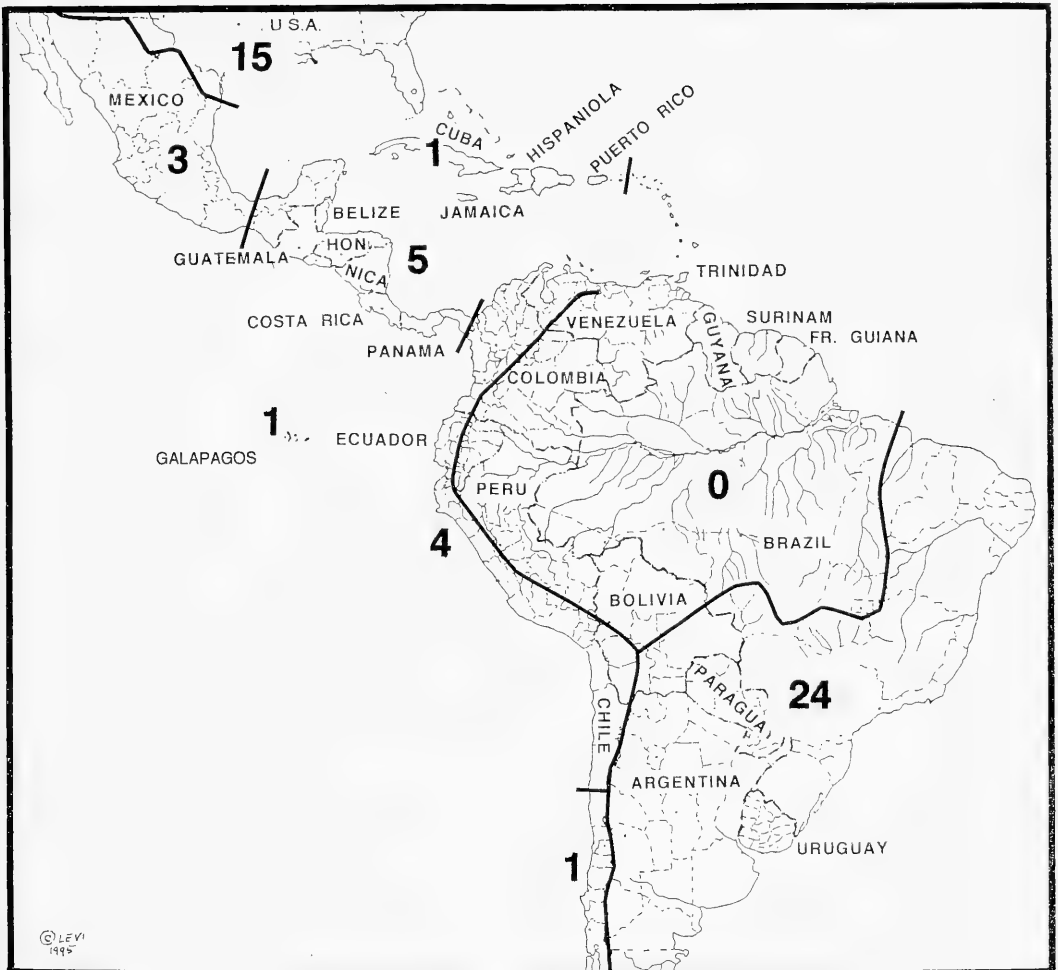 U.S.A.
15
MEXICO
3
CUBA
1
HISPANIOLA
PUERTO RICO
BELIZE
JAMAICA
GUATEMALA
HON.
NICA
5
TRINIDAD
COSTA RICA
PANAMA
VENEZUELA
GUYANA
SURINAM
FR. GUIANA
COLOMBIA
1
GALAPAGOS
ECUADOR
PERU
0
4
BRAZIL
BOLIVIA
PARAGUAY
24
CHILE
ARGENTINA
URUGUAY
1
© LEVI
1995